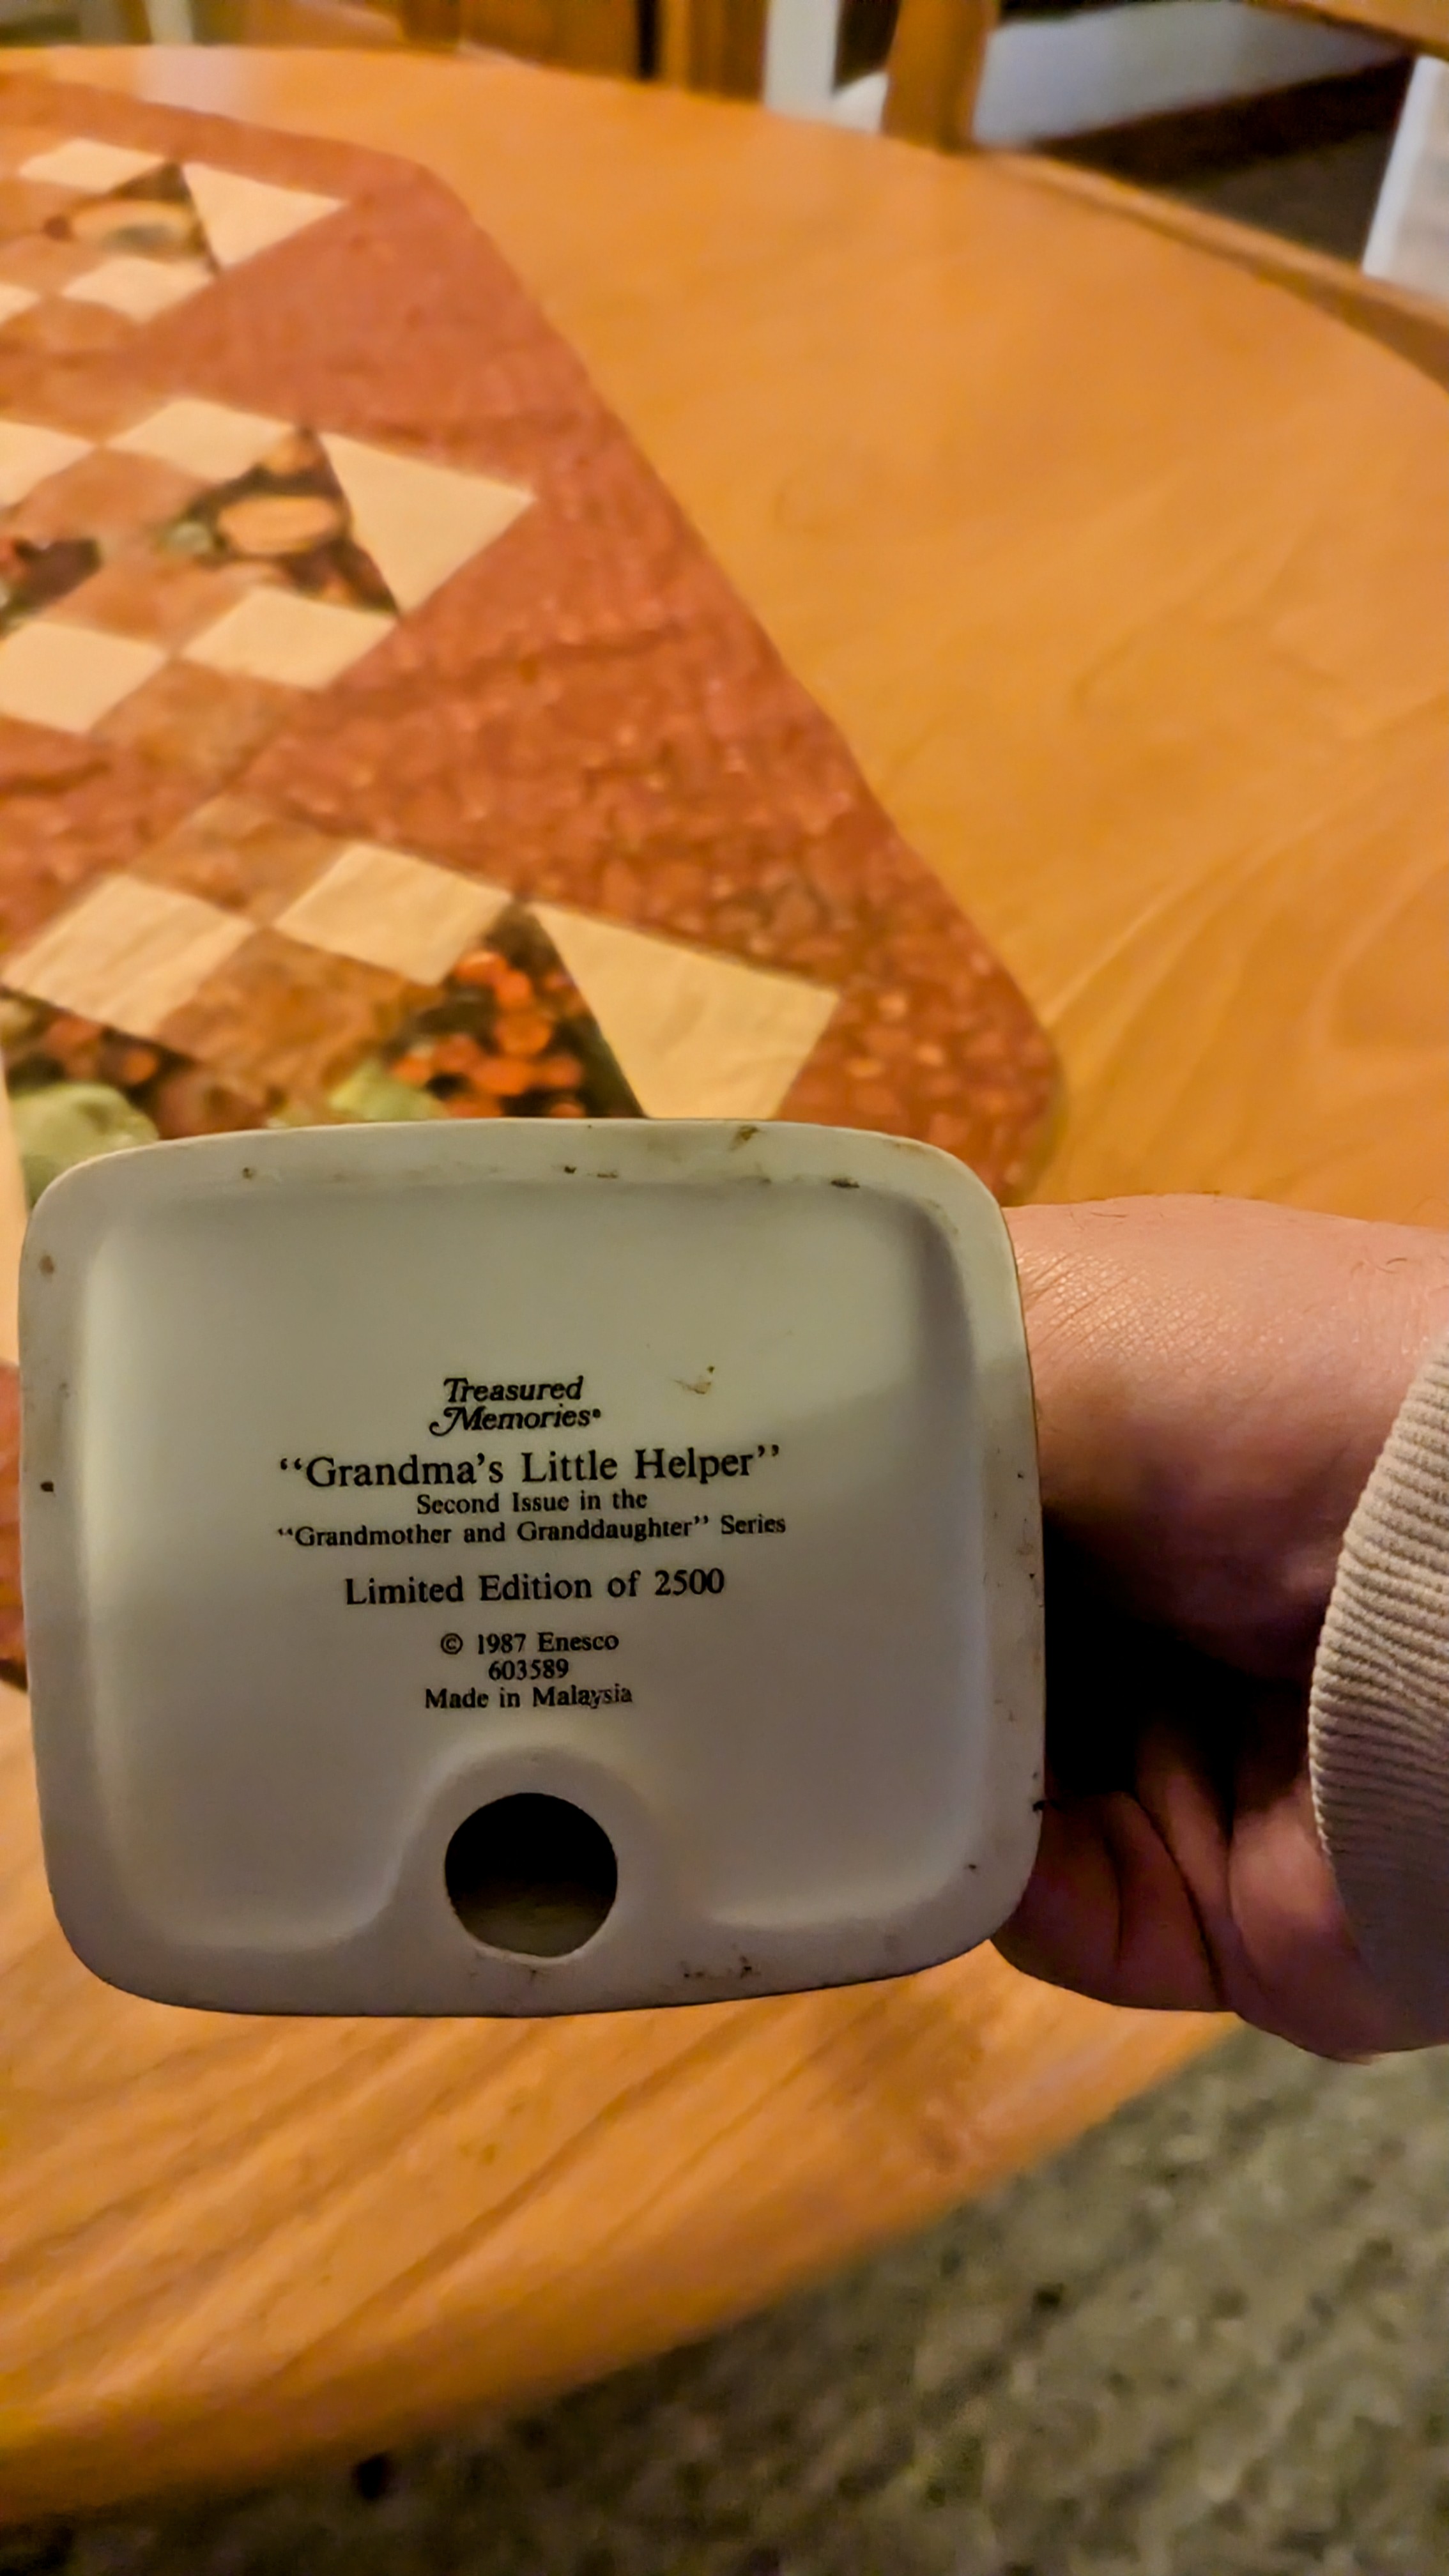 Treasured
Memories®
“Grandma’s Little Helper”
Second Issue in the
“Grandmother and Granddaughter” Series
Limited Edition of 2500
© 1987 Enesco
603589
Made in Malaysia